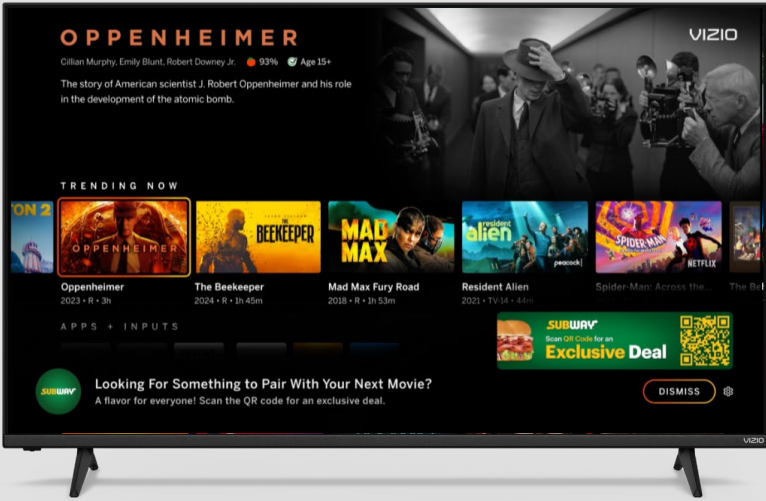 OPPENHEIMER
VIZIO
Cillian Murphy, Emily Blunt, Robert Downey Jr. 93% Age 15+
The story of American scientist J. Robert Oppenheimer and his role
in the development of the atomic bomb.
TRENDING NOW
ON 2
OPPENHEIMER
THE
BEEKEEPER
MAD
MAX
resident
alien
peacock
SPIDER-MAN
NETFLIX
Oppenheimer
2023 • R • 3h
The Beekeeper
2024 • R • 1h 45m
Mad Max Fury Road
2018 • R • 1h 53m
Resident Alien
2021 • TV-14 • 44m
Spider-Man: Across the...
The Be
APPS + INPUTS
SUBWAY
Scan QR Code for an
Exclusive Deal
SUBWAY
Looking For Something to Pair With Your Next Movie?
A flavor for everyone! Scan the QR code for an exclusive deal.
DISMISS
VIZIO